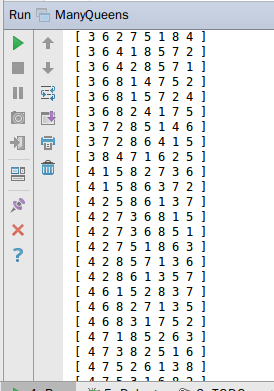 Run ManyQueens
[ 3 6 2 7 5 1 8 4 ]
[ 3 6 4 1 8 5 7 2 ]
[ 3 6 4 2 8 5 7 1 ]
[ 3 6 8 1 4 7 5 2 ]
[ 3 6 8 1 5 7 2 4 ]
[ 3 6 8 2 4 1 7 5 ]
[ 3 7 2 8 5 1 4 6 ]
[ 3 7 2 8 6 4 1 5 ]
[ 3 8 4 7 1 6 2 5 ]
[ 4 1 5 8 2 7 3 6 ]
[ 4 1 5 8 6 3 7 2 ]
[ 4 2 5 8 6 1 3 7 ]
[ 4 2 7 3 6 8 1 5 ]
[ 4 2 7 3 6 8 5 1 ]
[ 4 2 7 5 1 8 6 3 ]
[ 4 2 8 5 7 1 3 6 ]
[ 4 2 8 6 1 3 5 7 ]
[ 4 6 1 5 2 8 3 7 ]
[ 4 6 8 2 7 1 3 5 ]
[ 4 6 8 3 1 7 5 2 ]
[ 4 7 1 8 5 2 6 3 ]
[ 4 7 3 8 2 5 1 6 ]
[ 4 7 5 2 6 1 3 8 ]